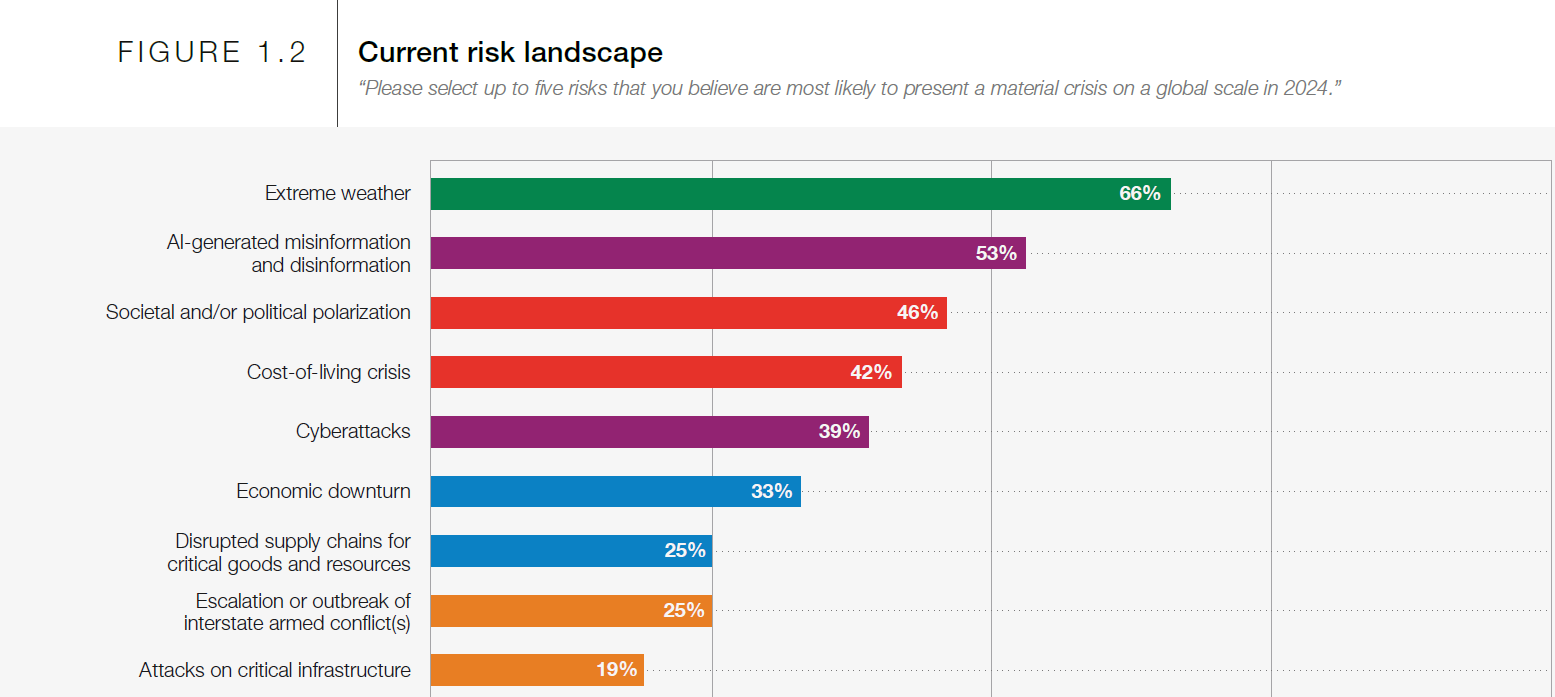 FIGURE 1.2
Current risk landscape
“Please select up to five risks that you believe are most likely to present a material crisis on a global scale in 2024.”
Extreme weather
66%
AI-generated misinformation
and disinformation
53%
Societal and/or political polarization
46%
Cost-of-living crisis
42%
Cyberattacks
39%
Economic downturn
33%
Disrupted supply chains for
critical goods and resources
25%
Escalation or outbreak of
interstate armed conflict(s)
25%
Attacks on critical infrastructure
19%